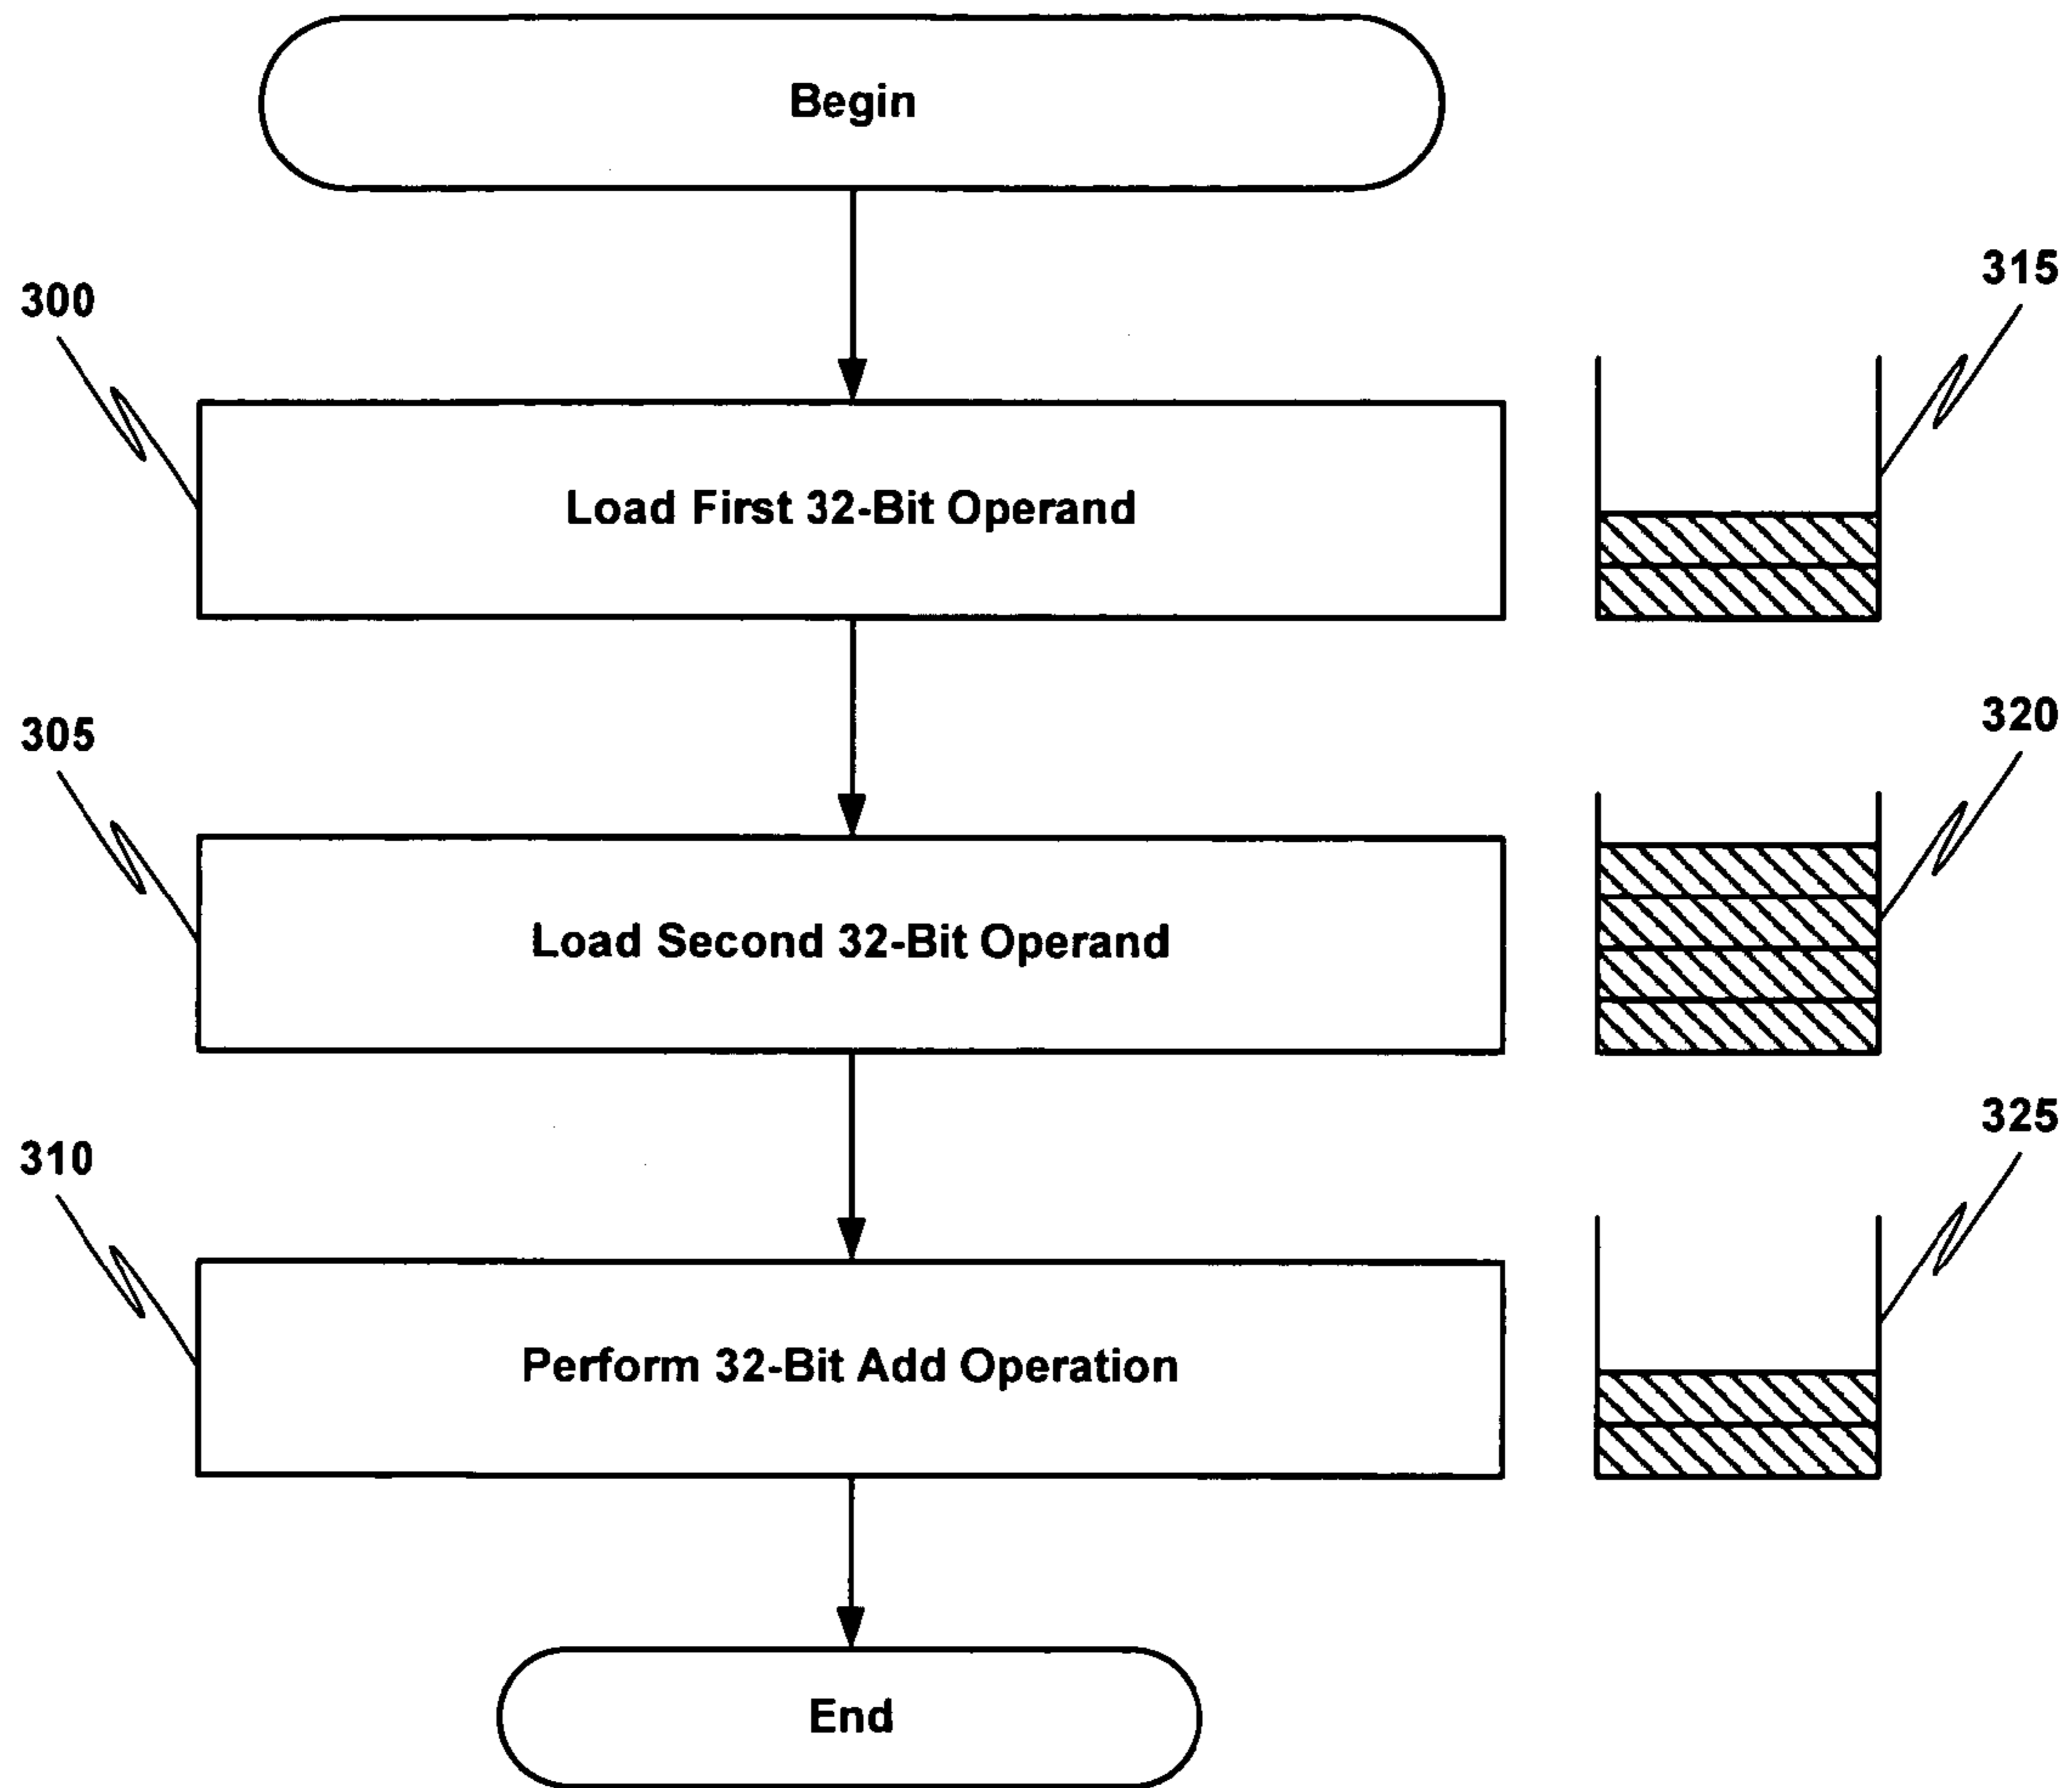 Begin
300
315
Load First 32-Bit Operand
305
320
Load Second 32-Bit Operand
310
325
Perform 32-Bit Add Operation
End